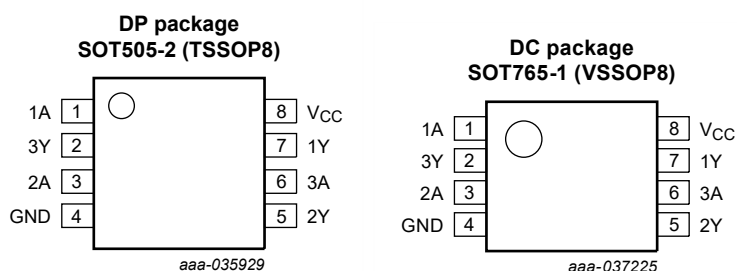 DP package
SOT505-2 (TSSOP8)
1A 1 8 VCC
3Y 2 7 1Y
2A 3 6 3A
GND 4 5 2Y
aaa-035929
DC package
SOT765-1 (VSSOP8)
1A 1 8 VCC
3Y 2 7 1Y
2A 3 6 3A
GND 4 5 2Y
aaa-037225